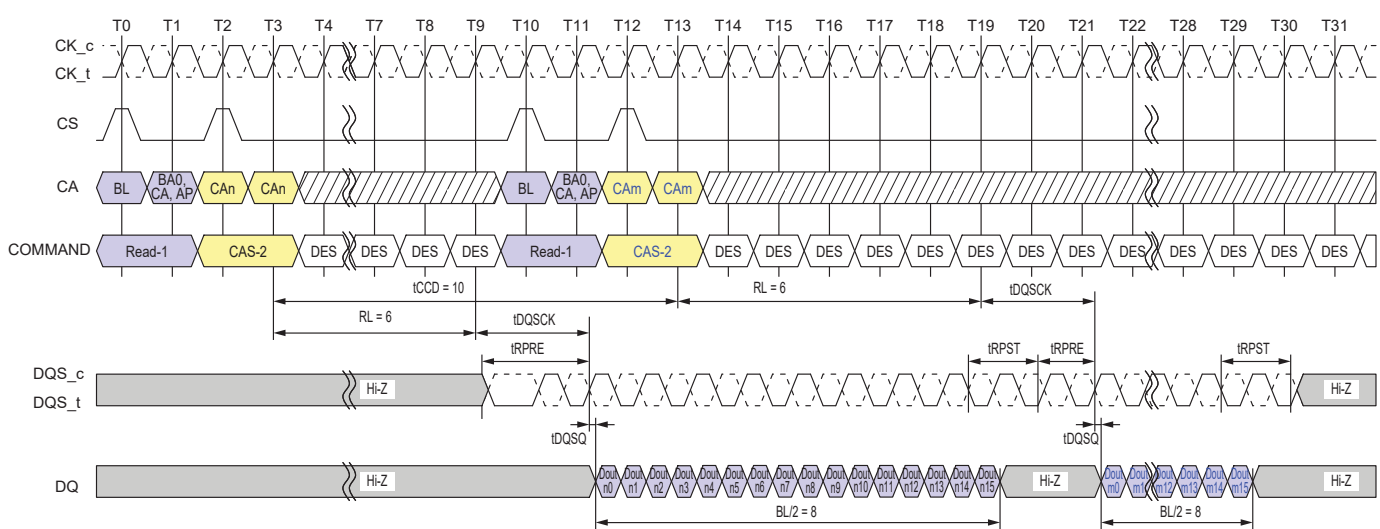 T0 T1 T2 T3 T4 T7 T8 T9 T10 T11 T12 T13 T14 T15 T16 T17 T18 T19 T20 T21 T22 T28 T29 T30 T31
CK_c
CK_t
CS
CA BL BA0, CA, AP CAn CAn BL BA0, CA, AP CAm CAm
COMMAND Read-1 CAS-2 DES DES DES DES Read-1 CAS-2 DES DES DES DES DES DES DES DES DES DES DES DES DES
tCCD = 10 RL = 6 tDQSCK
RL = 6 tDQSCK
tRPRE tRPST tRPRE tRPST
DQS_c
DQS_t
Hi-Z Hi-Z
tDQSQ tDQSQ
DQ Hi-Z Dout n0 Dout n1 Dout n2 Dout n3 Dout n4 Dout n5 Dout n6 Dout n7 Dout n8 Dout n9 Dout n10 Dout n11 Dout n12 Dout n13 Dout n14 Dout n15 Hi-Z Dout m0 Dout m1 Dout m12 Dout m13 Dout m14 Dout m15 Hi-Z
BL/2 = 8 BL/2 = 8